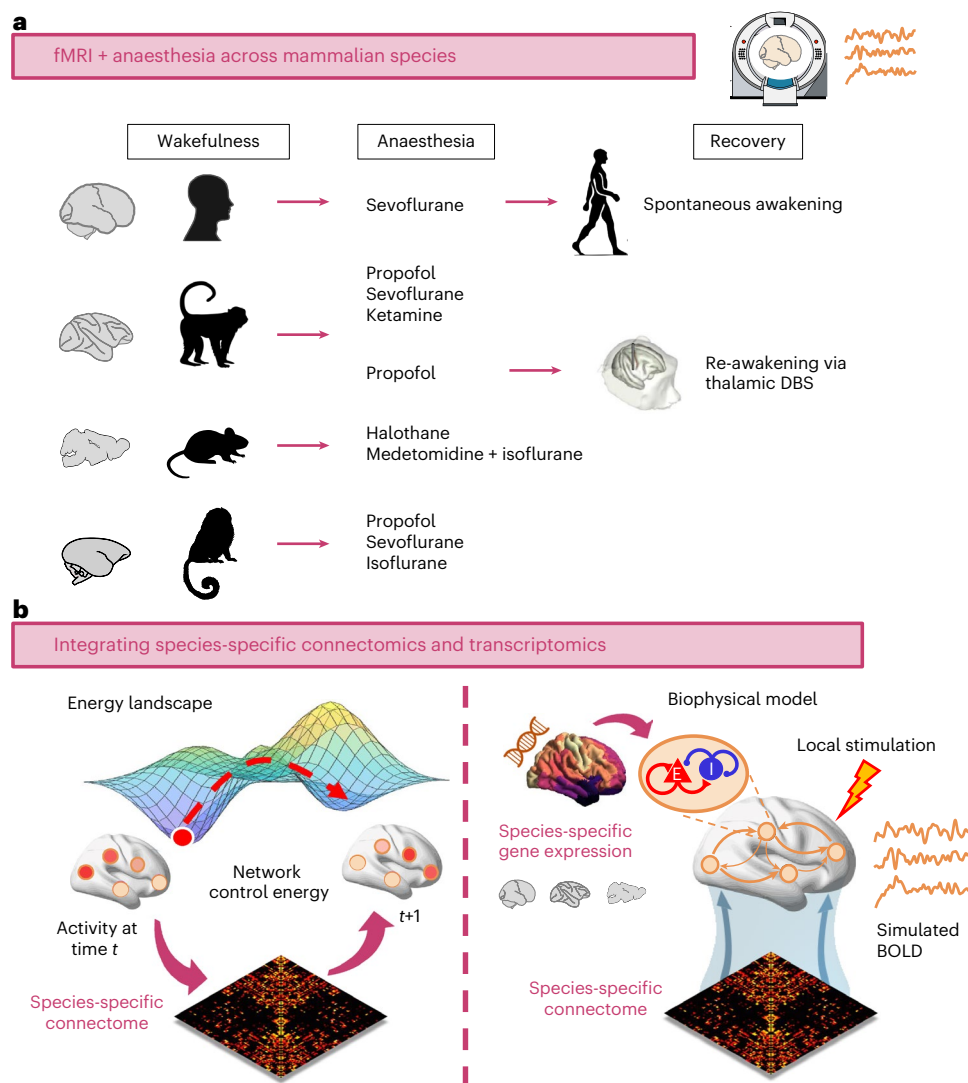 a
fMRI + anaesthesia across mammalian species
Wakefulness
Anaesthesia
Recovery
Sevoflurane
Spontaneous awakening
Propofol
Sevoflurane
Ketamine
Propofol
Re-awakening via
thalamic DBS
Halothane
Medetomidine + isoflurane
Propofol
Sevoflurane
Isoflurane
b
Integrating species-specific connectomics and transcriptomics
Energy landscape
Network
control energy
Activity at
time t
t+1
Species-specific
connectome
Biophysical model
E
I
Local stimulation
Species-specific
gene expression
Simulated
BOLD
Species-specific
connectome